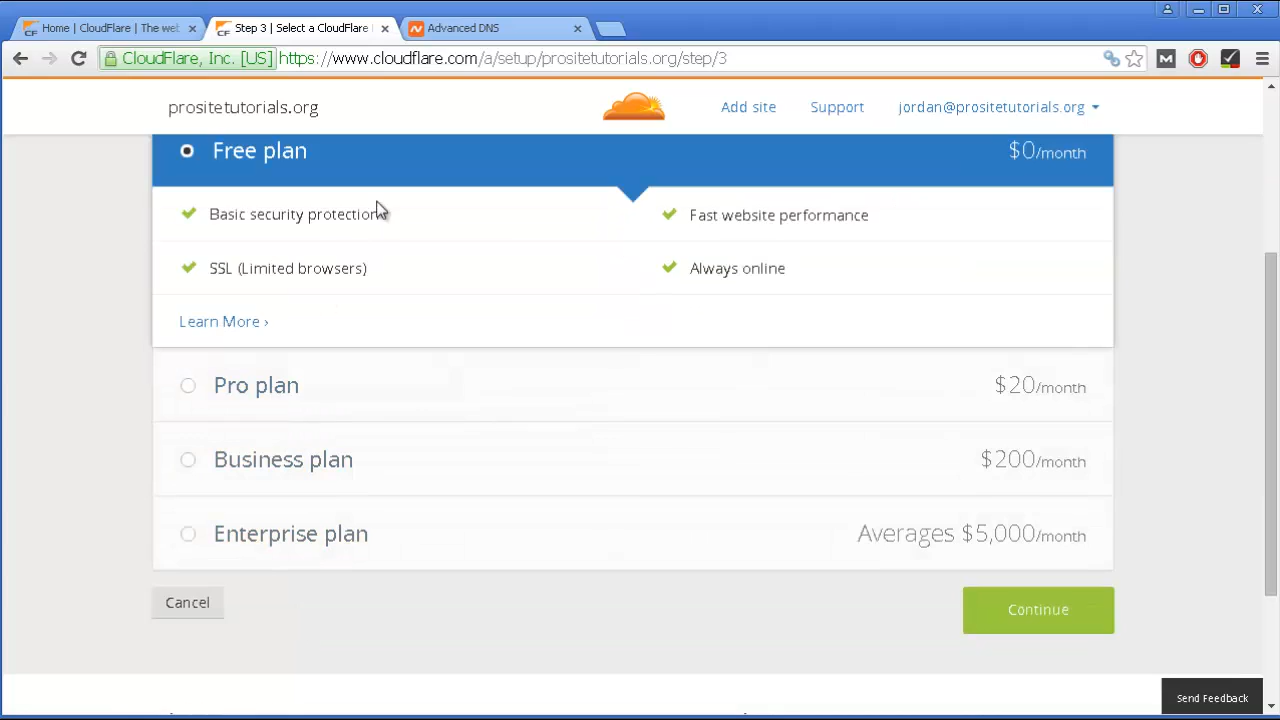 Home | CloudFlare | The web
Step 3 | Select a CloudFlare
Advanced DNS
CloudFlare, Inc. [US] https://www.cloudflare.com/a/setup/prositetutorials.org/step/3
prositetutorials.org
Add site
Support
jordan@prositetutorials.org
Free plan
$0/month
Basic security protection
Fast website performance
SSL (Limited browsers)
Always online
Learn More ›
Pro plan
$20/month
Business plan
$200/month
Enterprise plan
Averages $5,000/month
Cancel
Continue
Send Feedback